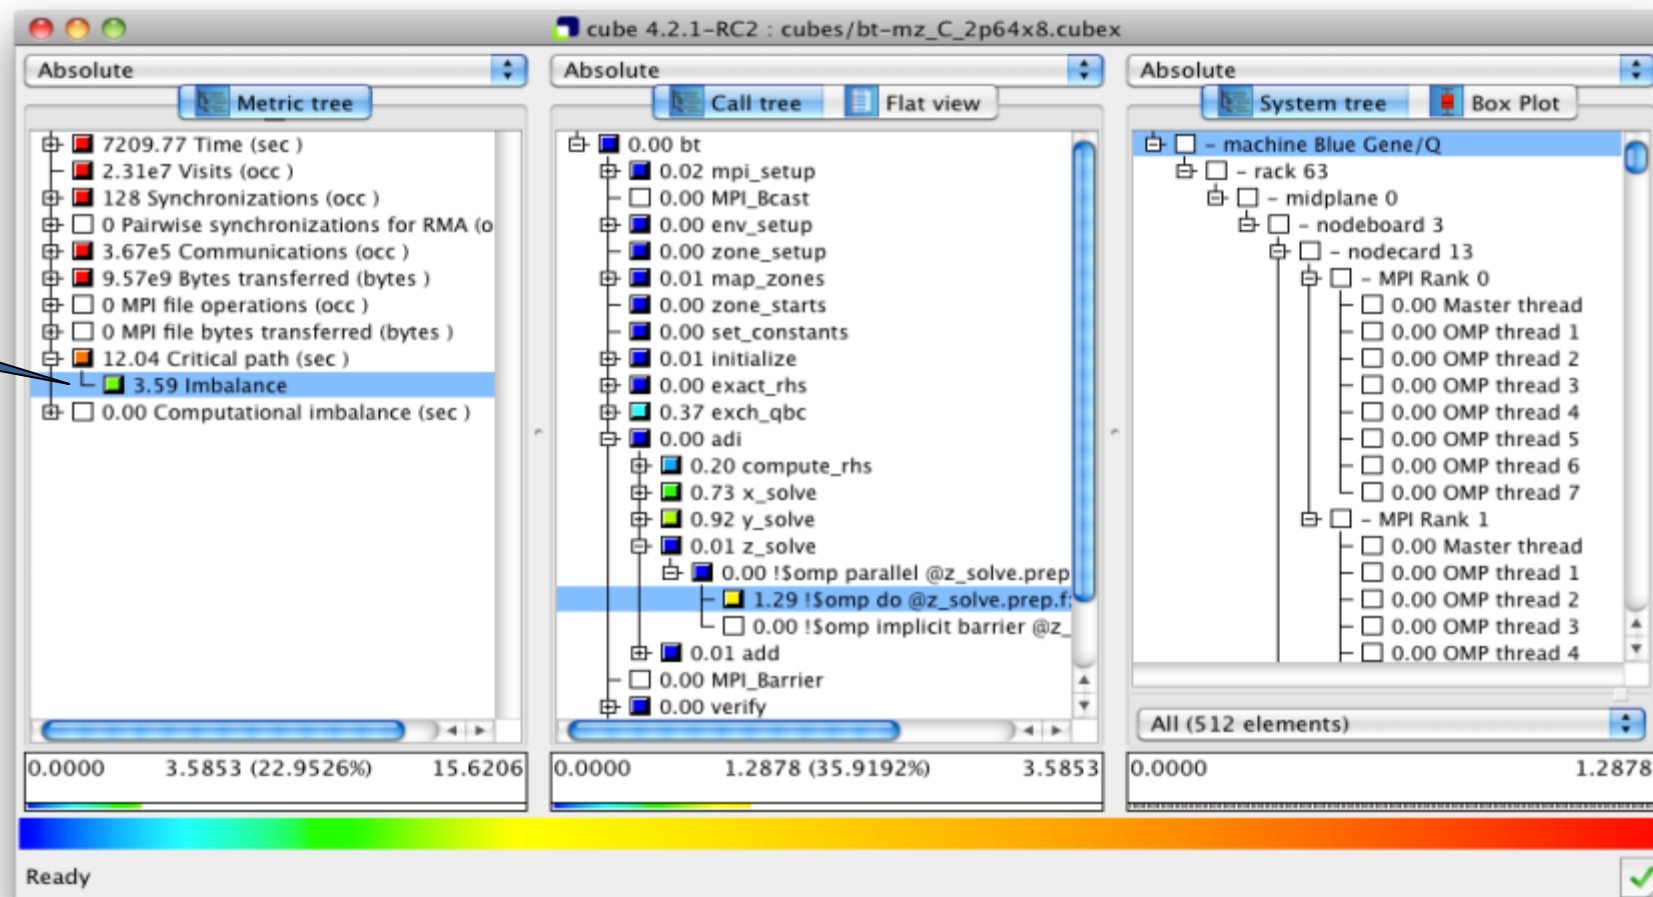 cube 4.2.1-RC2 : cubes/bt-mz_C_2p64x8.cubex
Absolute
Metric tree
7209.77 Time (sec )
2.31e7 Visits (occ )
128 Synchronizations (occ )
0 Pairwise synchronizations for RMA (o
3.67e5 Communications (occ )
9.57e9 Bytes transferred (bytes )
0 MPI file operations (occ )
0 MPI file bytes transferred (bytes )
12.04 Critical path (sec )
3.59 Imbalance
0.00 Computational imbalance (sec )
0.0000 3.5853 (22.9526%) 15.6206
Absolute
Call tree Flat view
0.00 bt
0.02 mpi_setup
0.00 MPI_Bcast
0.00 env_setup
0.00 zone_setup
0.01 map_zones
0.00 zone_starts
0.00 set_constants
0.01 initialize
0.00 exact_rhs
0.37 exch_qbc
0.00 adi
0.20 compute_rhs
0.73 x_solve
0.92 y_solve
0.01 z_solve
0.00 !$omp parallel @z_solve.prep
1.29 !$omp do @z_solve.prep.f:
0.00 !$omp implicit barrier @z_
0.01 add
0.00 MPI_Barrier
0.00 verify
0.0000 1.2878 (35.9192%) 3.5853
Absolute
System tree Box Plot
- machine Blue Gene/Q
- rack 63
- midplane 0
- nodeboard 3
- nodecard 13
- MPI Rank 0
0.00 Master thread
0.00 OMP thread 1
0.00 OMP thread 2
0.00 OMP thread 3
0.00 OMP thread 4
0.00 OMP thread 5
0.00 OMP thread 6
0.00 OMP thread 7
- MPI Rank 1
0.00 Master thread
0.00 OMP thread 1
0.00 OMP thread 2
0.00 OMP thread 3
0.00 OMP thread 4
All (512 elements)
0.0000 1.2878
Ready